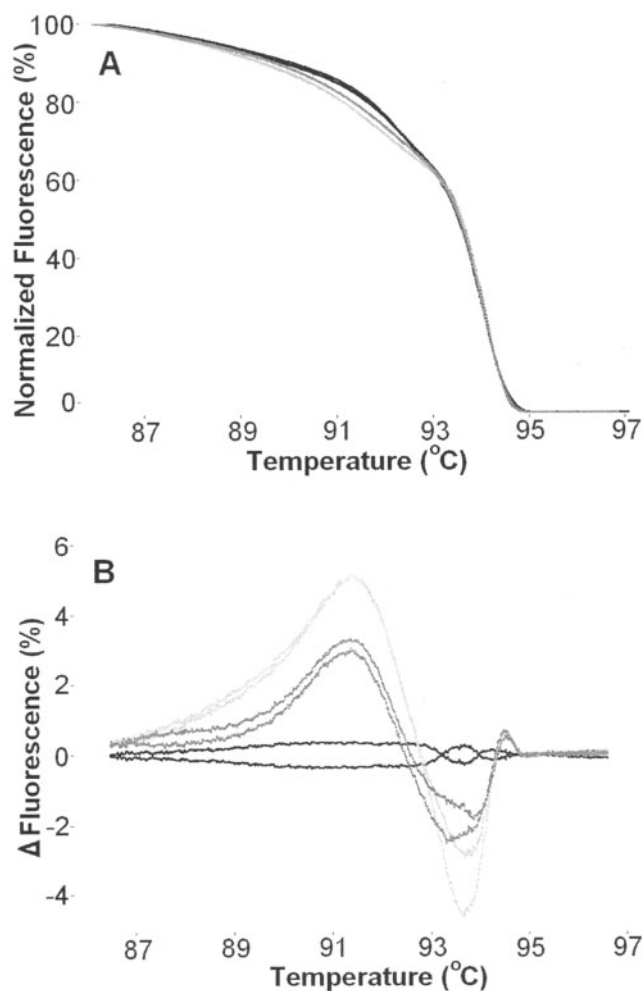 A
Normalized Fluorescence (%)
100
80
60
40
20
0
87 89 91 93 95 97
Temperature (°C)
B
Δ Fluorescence (%)
6
4
2
0
-2
-4
87 89 91 93 95 97
Temperature (°C)